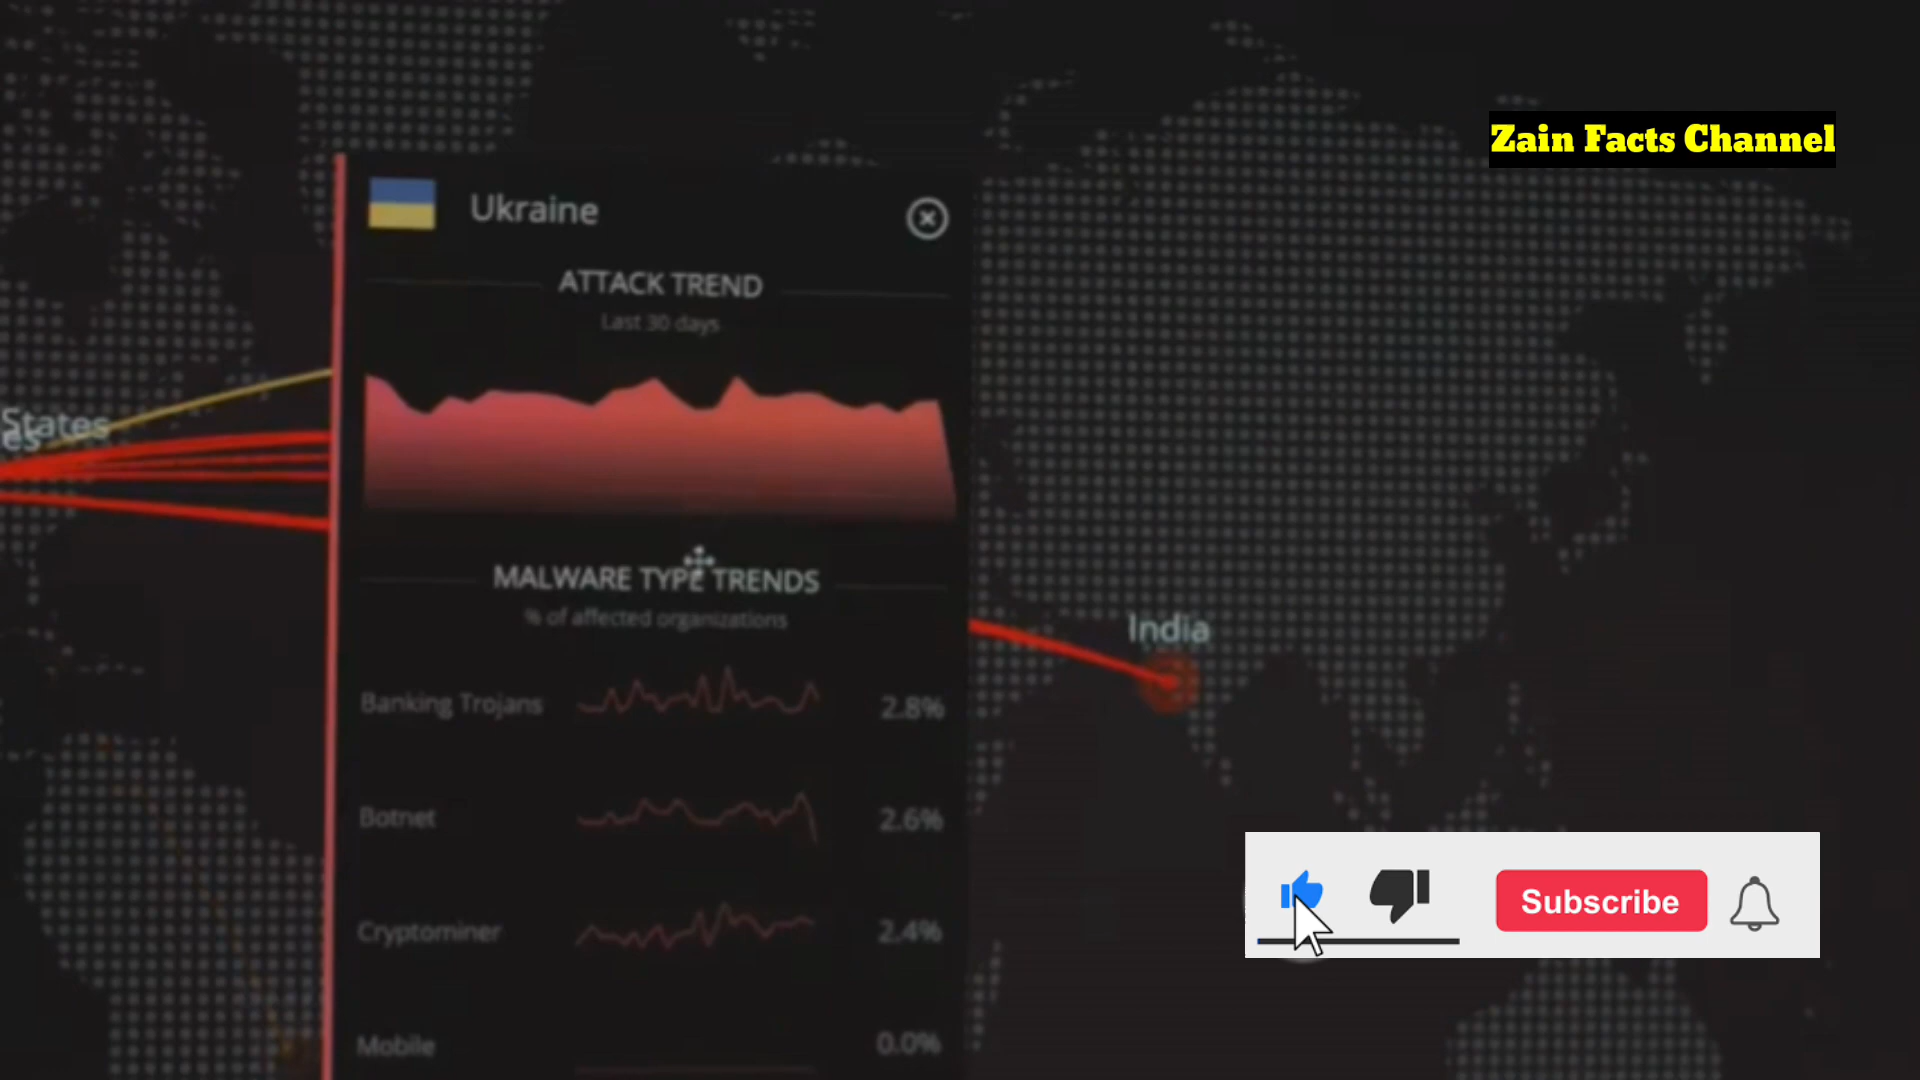 Zain Facts Channel
Ukraine
ATTACK TREND
Last 30 days
States
es
MALWARE TYPE TRENDS
% of affected organizations
India
Banking Trojans 2.8%
Botnet 2.6%
Cryptominer 2.4%
Mobile 0.0%
Subscribe